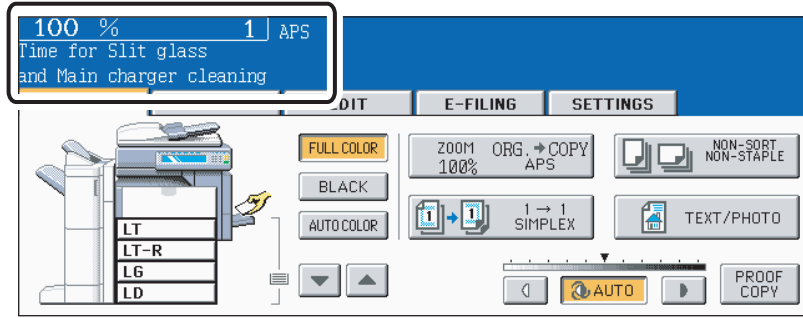 100 % 1 APS
Time for Slit glass
and Main charger cleaning
E-FILING SETTINGS
FULL COLOR
BLACK
AUTO COLOR
ZOOM ORG. → COPY
100% APS
NON-SORT
NON-STAPLE
1 → 1 1 → 1
SIMPLEX
TEXT/PHOTO
LT
LT-R
LG
LD
AUTO
PROOF
COPY